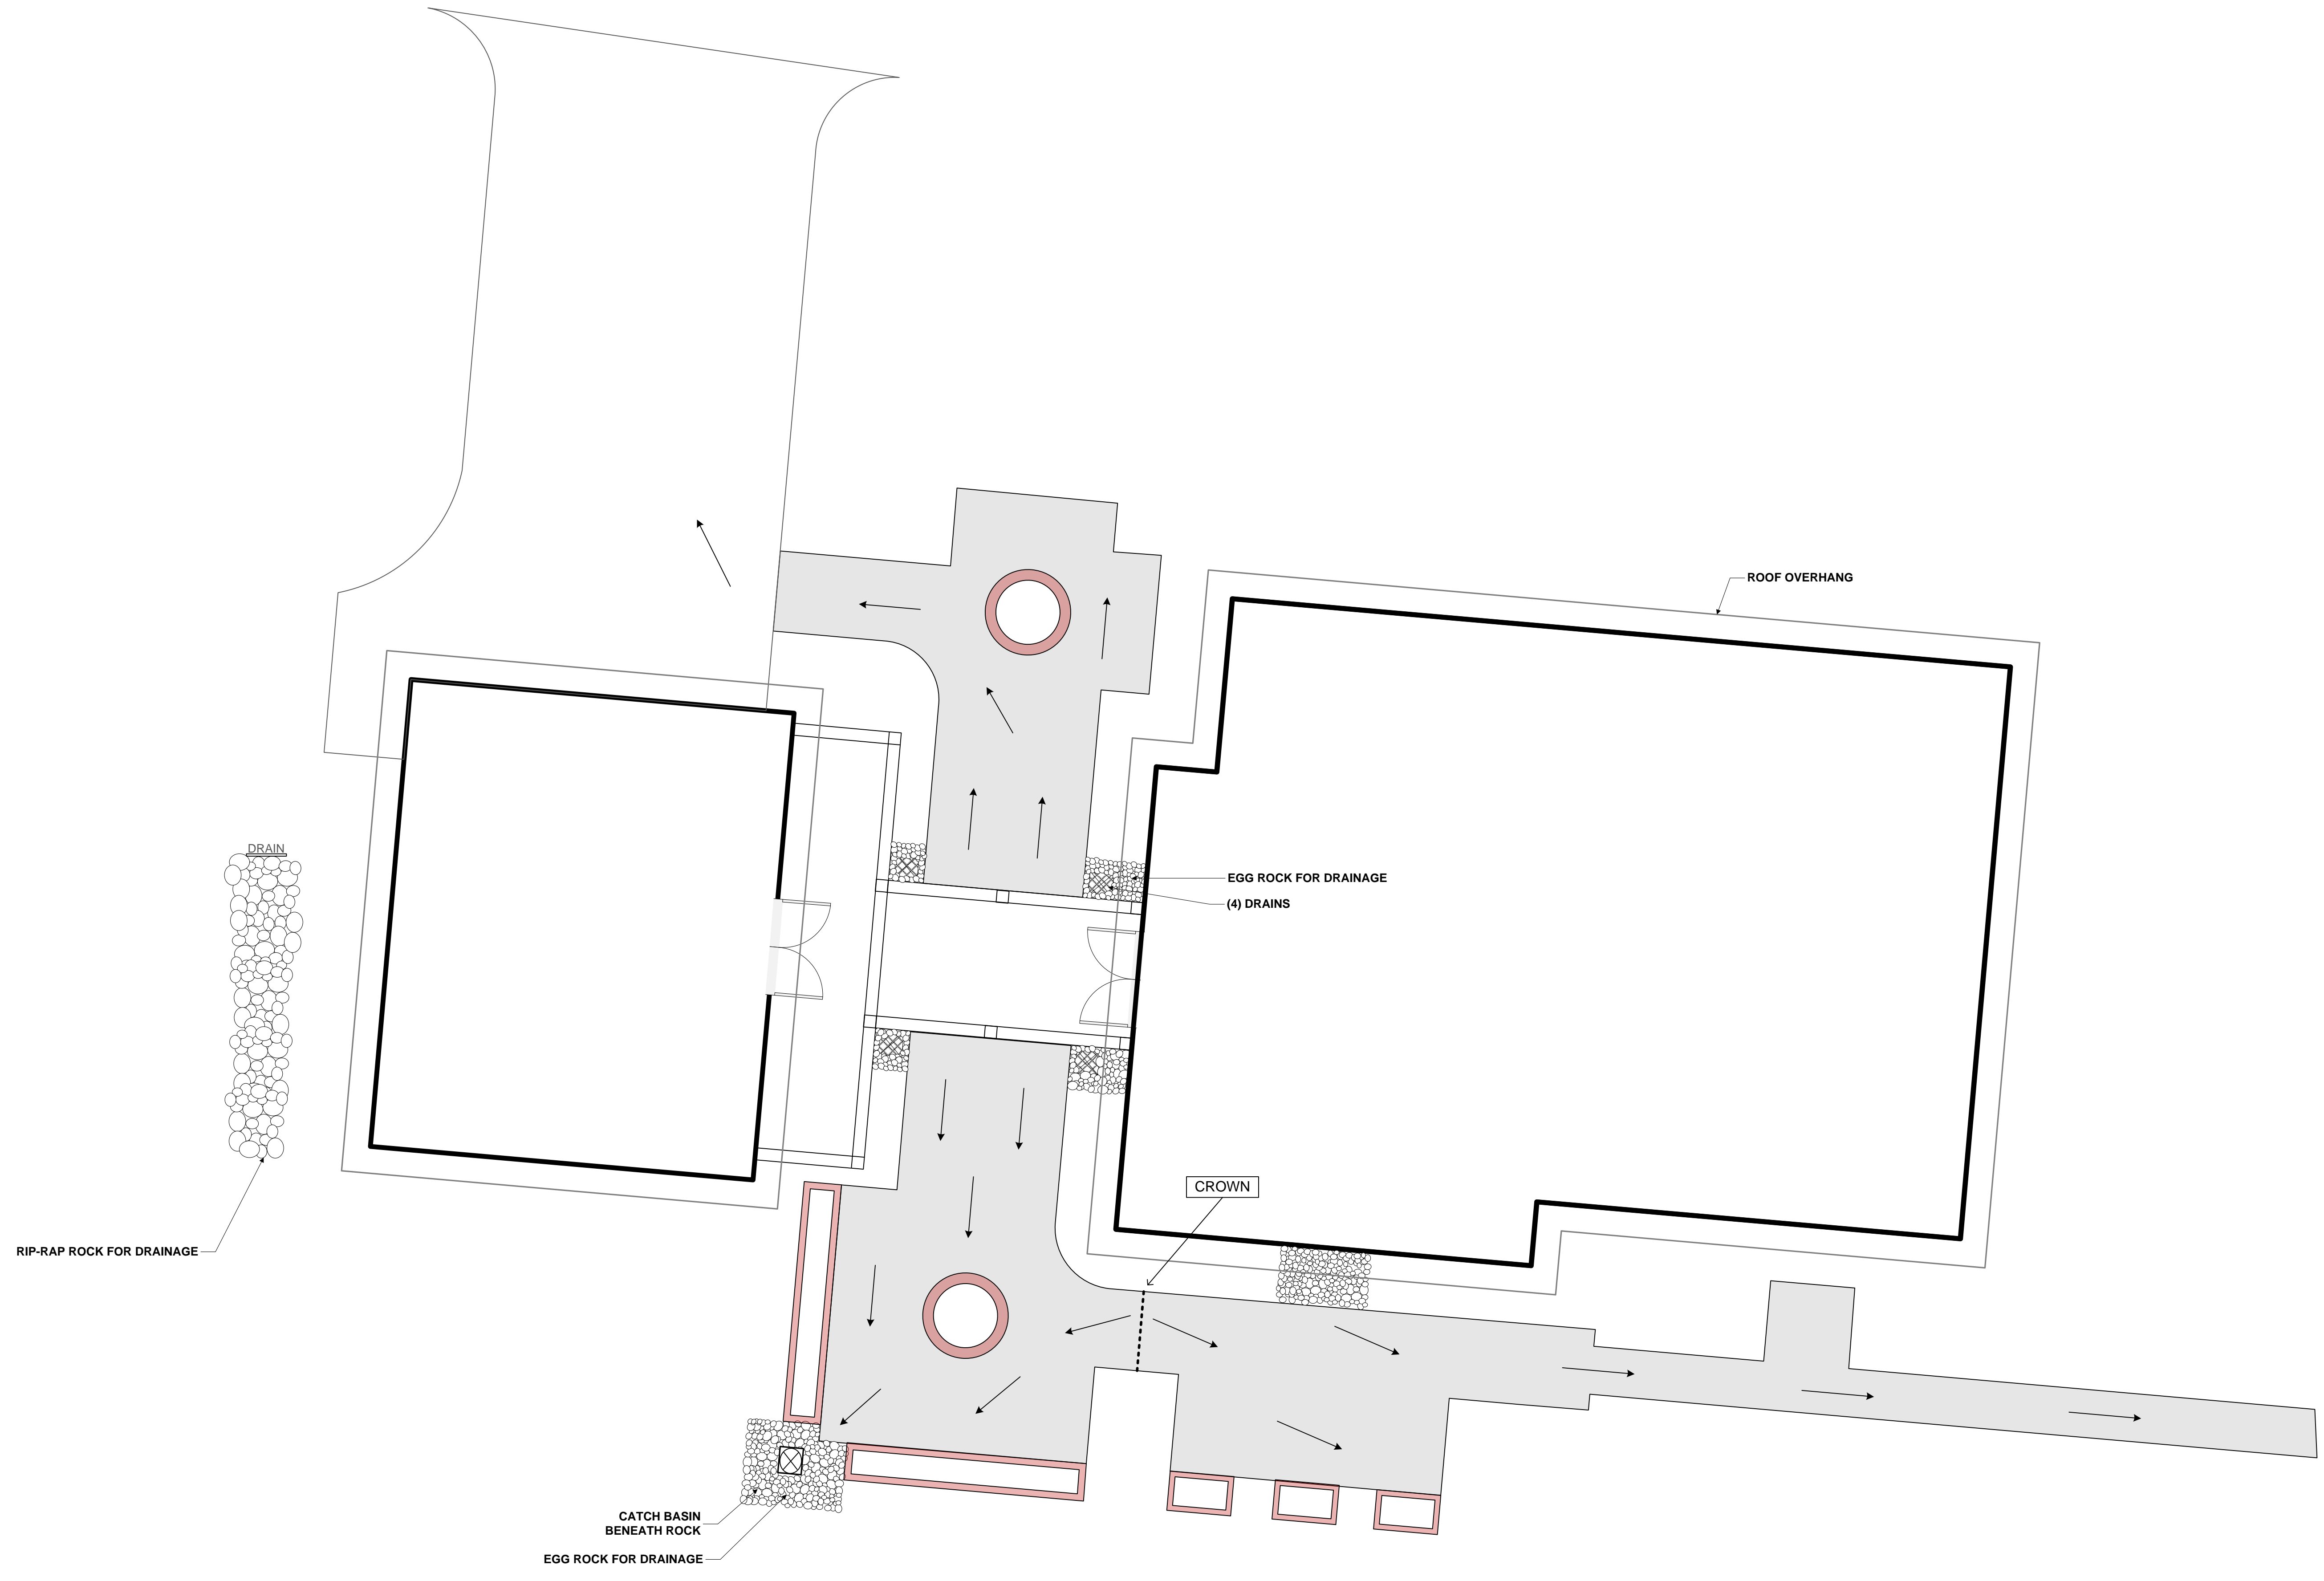 ROOF OVERHANG
DRAIN
EGG ROCK FOR DRAINAGE
(4) DRAINS
CROWN
RIP-RAP ROCK FOR DRAINAGE
CATCH BASIN
BENEATH ROCK
EGG ROCK FOR DRAINAGE